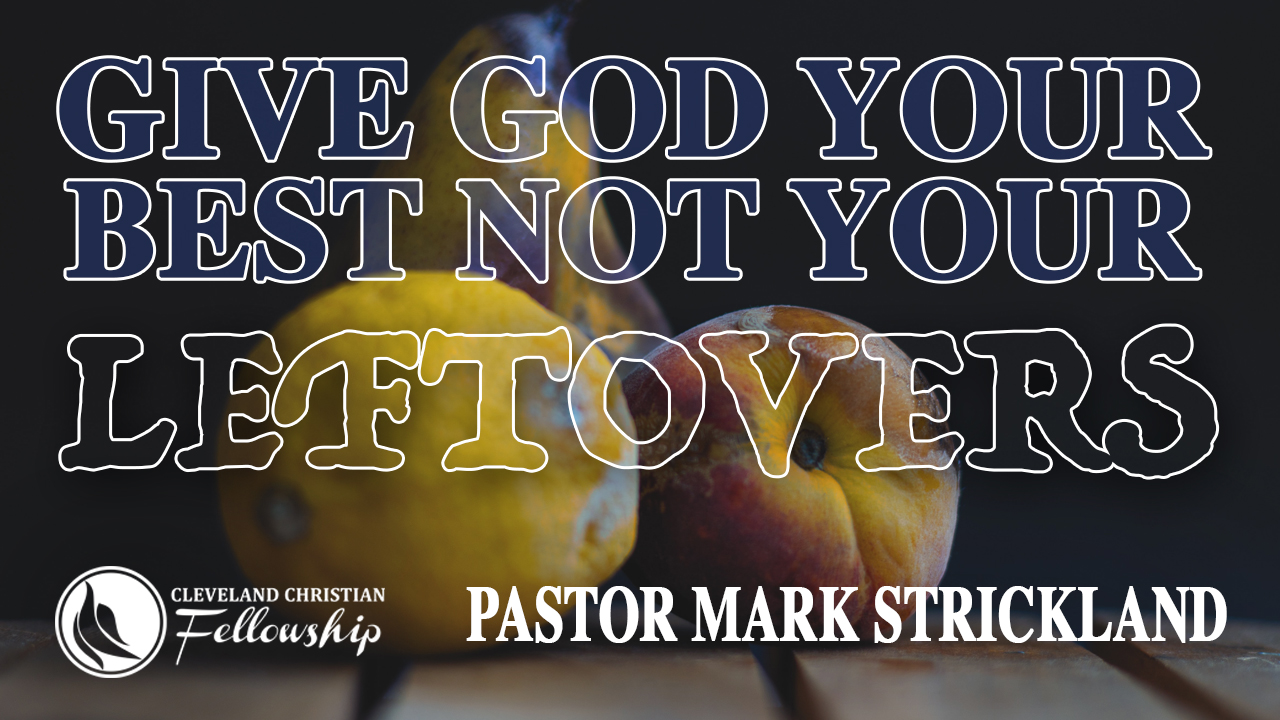 GIVE GOD YOUR
BEST NOT YOUR
LEFTOVERS
CLEVELAND CHRISTIAN
Fellowship
PASTOR MARK STRICKLAND